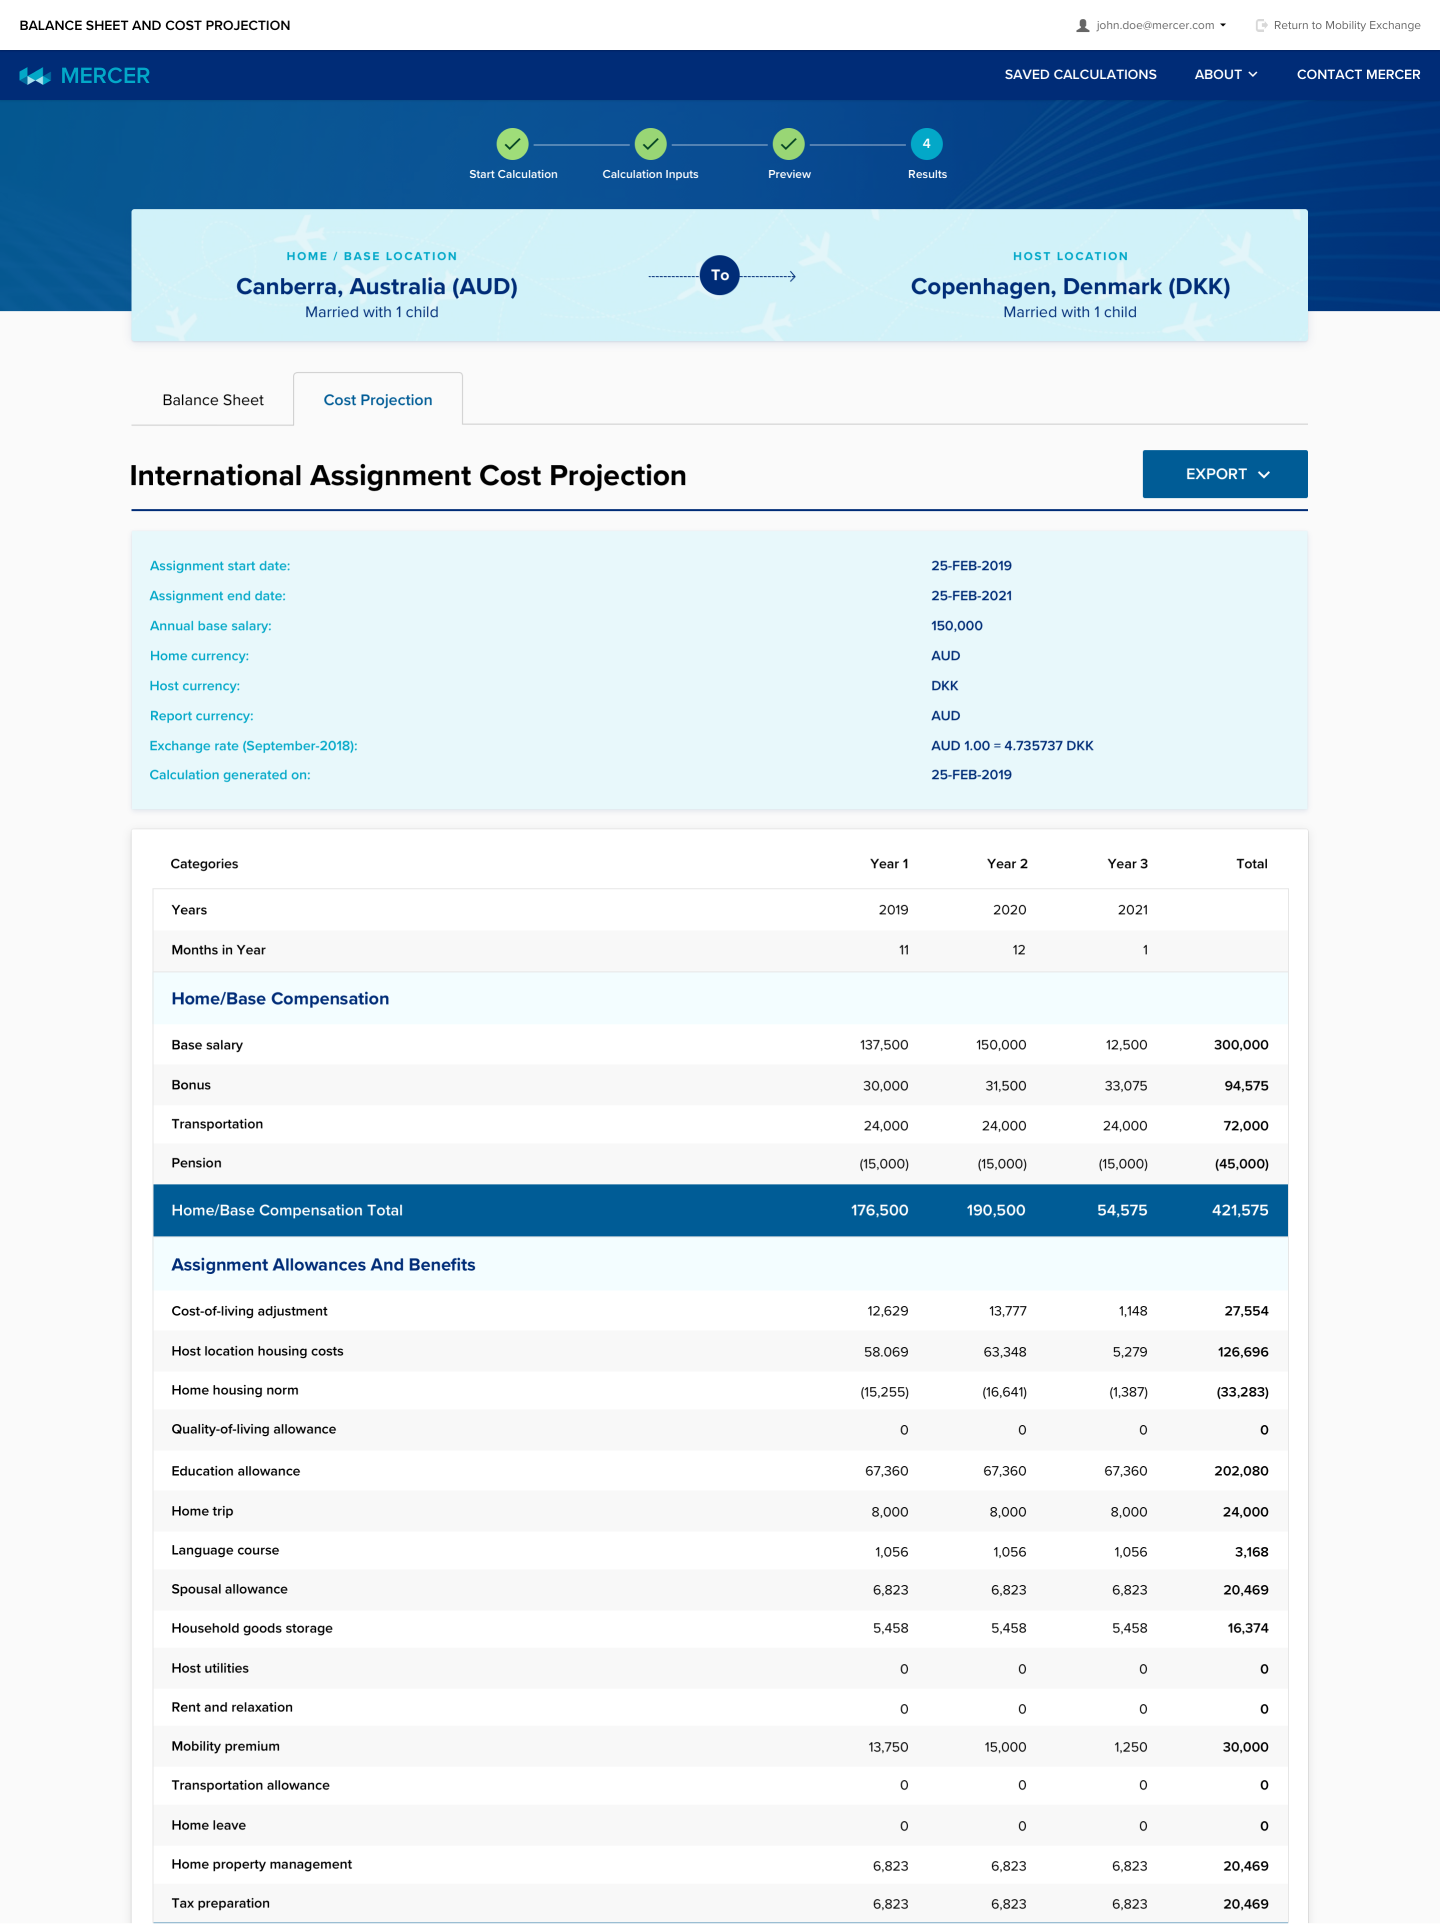 BALANCE SHEET AND COST PROJECTION john.doe@mercer.com Return to Mobility Exchange
MERCER SAVED CALCULATIONS ABOUT CONTACT MERCER
4
Start Calculation Calculation Inputs Preview Results
HOME / BASE LOCATION HOST LOCATION
Canberra, Australia (AUD) To Copenhagen, Denmark (DKK)
Married with 1 child Married with 1 child
Balance Sheet Cost Projection
International Assignment Cost Projection EXPORT
Assignment start date: 25-FEB-2019
Assignment end date: 25-FEB-2021
Annual base salary: 150,000
Home currency: AUD
Host currency: DKK
Report currency: AUD
Exchange rate (September-2018): AUD 1.00 = 4.735737 DKK
Calculation generated on: 25-FEB-2019
Categories Year 1 Year 2 Year 3 Total
Years 2019 2020 2021
Months in Year 11 12 1
Home/Base Compensation
Base salary 137,500 150,000 12,500 300,000
Bonus 30,000 31,500 33,075 94,575
Transportation 24,000 24,000 24,000 72,000
Pension (15,000) (15,000) (15,000) (45,000)
Home/Base Compensation Total 176,500 190,500 54,575 421,575
Assignment Allowances And Benefits
Cost-of-living adjustment 12,629 13,777 1,148 27,554
Host location housing costs 58.069 63,348 5,279 126,696
Home housing norm (15,255) (16,641) (1,387) (33,283)
Quality-of-living allowance 0 0 0 0
Education allowance 67,360 67,360 67,360 202,080
Home trip 8,000 8,000 8,000 24,000
Language course 1,056 1,056 1,056 3,168
Spousal allowance 6,823 6,823 6,823 20,469
Household goods storage 5,458 5,458 5,458 16,374
Host utilities 0 0 0 0
Rent and relaxation 0 0 0 0
Mobility premium 13,750 15,000 1,250 30,000
Transportation allowance 0 0 0 0
Home leave 0 0 0 0
Home property management 6,823 6,823 6,823 20,469
Tax preparation 6,823 6,823 6,823 20,469